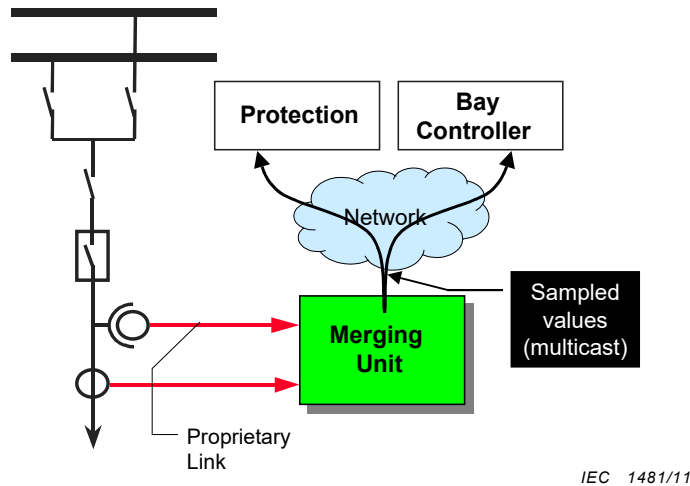 Protection
Bay
Controller
Network
Sampled
values
(multicast)
Merging
Unit
Proprietary
Link
IEC 1481/11